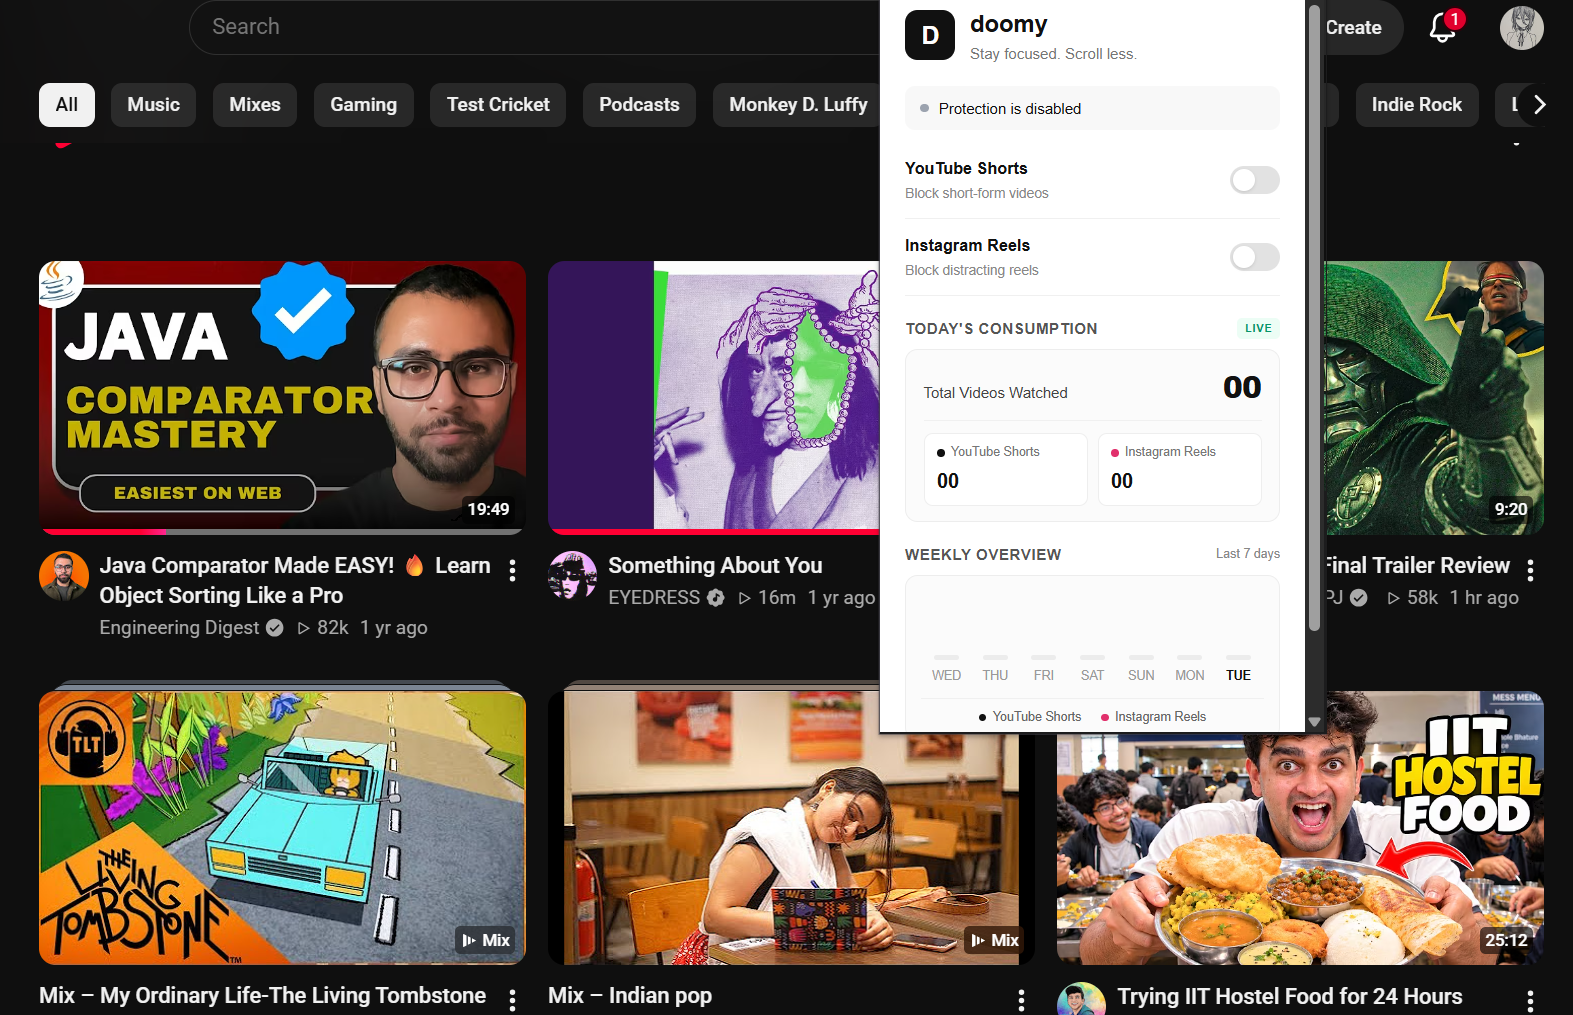 Search
Create
1
All
Music
Mixes
Gaming
Test Cricket
Podcasts
Monkey D. Luffy
Indie Rock
D
doomy
Stay focused. Scroll less.
Protection is disabled
YouTube Shorts
Block short-form videos
Instagram Reels
Block distracting reels
TODAY'S CONSUMPTION
LIVE
Total Videos Watched
00
YouTube Shorts
00
Instagram Reels
00
WEEKLY OVERVIEW
Last 7 days
WED THU FRI SAT SUN MON TUE
YouTube Shorts
Instagram Reels
JAVA
COMPARATOR
MASTERY
EASIEST ON WEB
19:49
Java Comparator Made EASY! 🔥 Learn
Object Sorting Like a Pro
Engineering Digest
82k 1 yr ago
Something About You
EYEDRESS
16m 1 yr ago
9:20
Final Trailer Review
PJ
58k 1 hr ago
TLT
THE
LIVING
TOMBSTONE
TM
Mix
Mix – My Ordinary Life-The Living Tombstone
Mix
Mix – Indian pop
MESS MENU
IIT
HOSTEL
FOOD
25:12
Trying IIT Hostel Food for 24 Hours